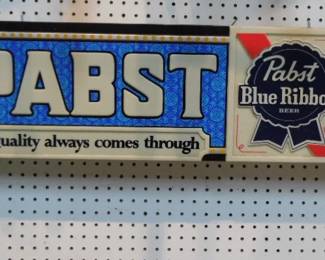 PABST
uality always comes through
Pabst
Blue Ribbo
BEER